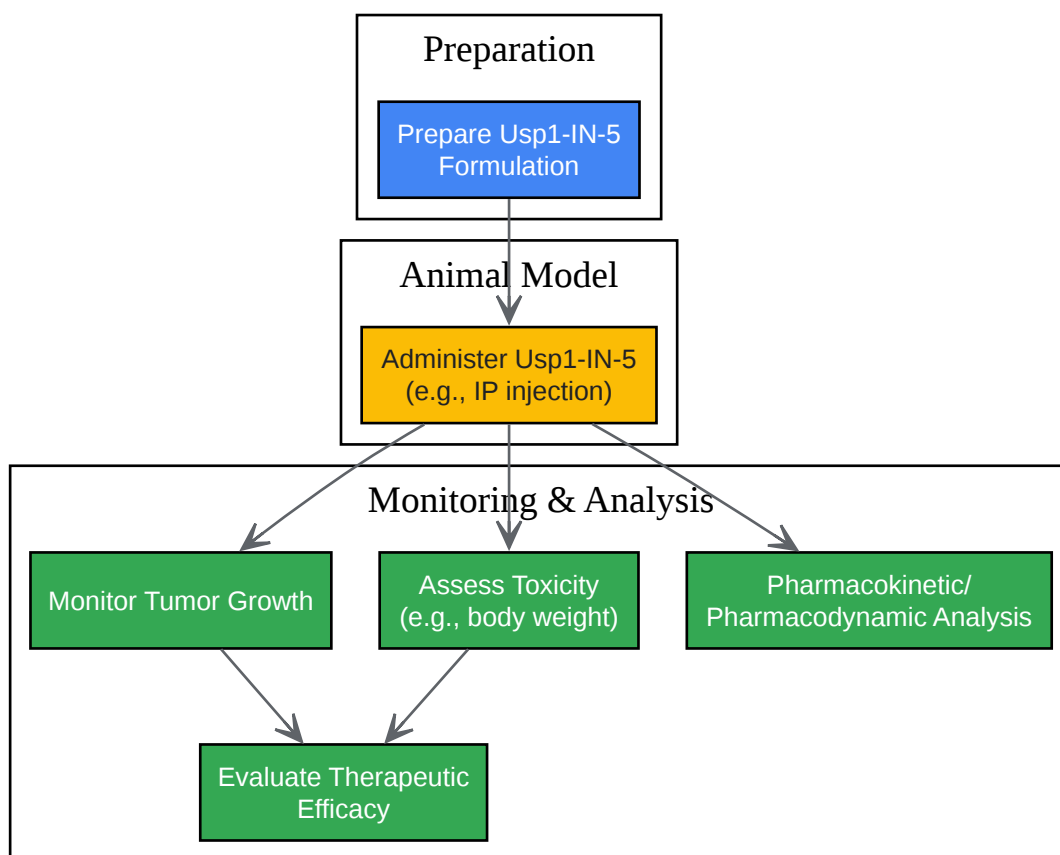 Preparation
Prepare Usp1-IN-5
Formulation
Animal Model
Administer Usp1-IN-5
(e.g., IP injection)
Monitoring & Analysis
Monitor Tumor Growth
Assess Toxicity
(e.g., body weight)
Pharmacokinetic/
Pharmacodynamic Analysis
Evaluate Therapeutic
Efficacy